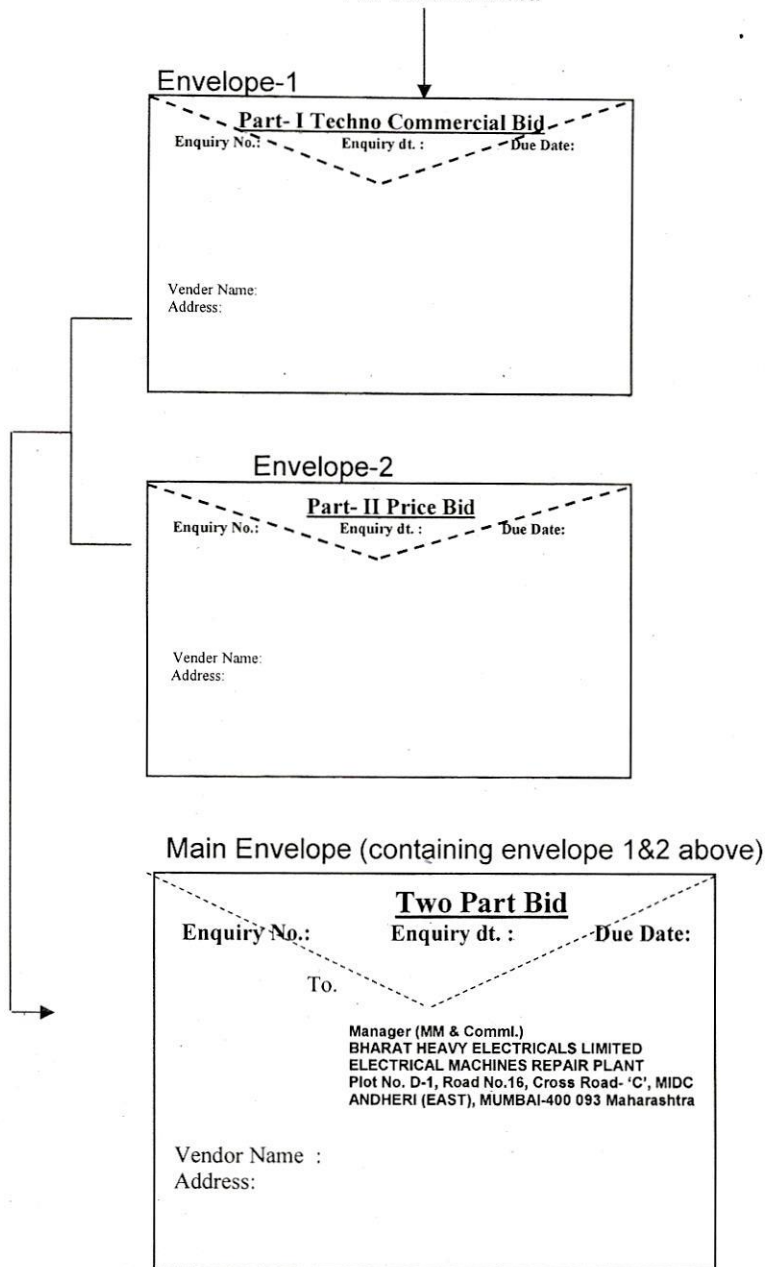 Envelope-1
Part- I Techno Commercial Bid
Enquiry No.: Enquiry dt. : Due Date:
Vender Name:
Address:
Envelope-2
Part- II Price Bid
Enquiry No.: Enquiry dt. : Due Date:
Vender Name:
Address:
Main Envelope (containing envelope 1&2 above)
Two Part Bid
Enquiry No.: Enquiry dt. : Due Date:
To.
Manager (MM & Comml.)
BHARAT HEAVY ELECTRICALS LIMITED
ELECTRICAL MACHINES REPAIR PLANT
Plot No. D-1, Road No.16, Cross Road- ‘C’, MIDC
ANDHERI (EAST), MUMBAI-400 093 Maharashtra
Vendor Name :
Address: